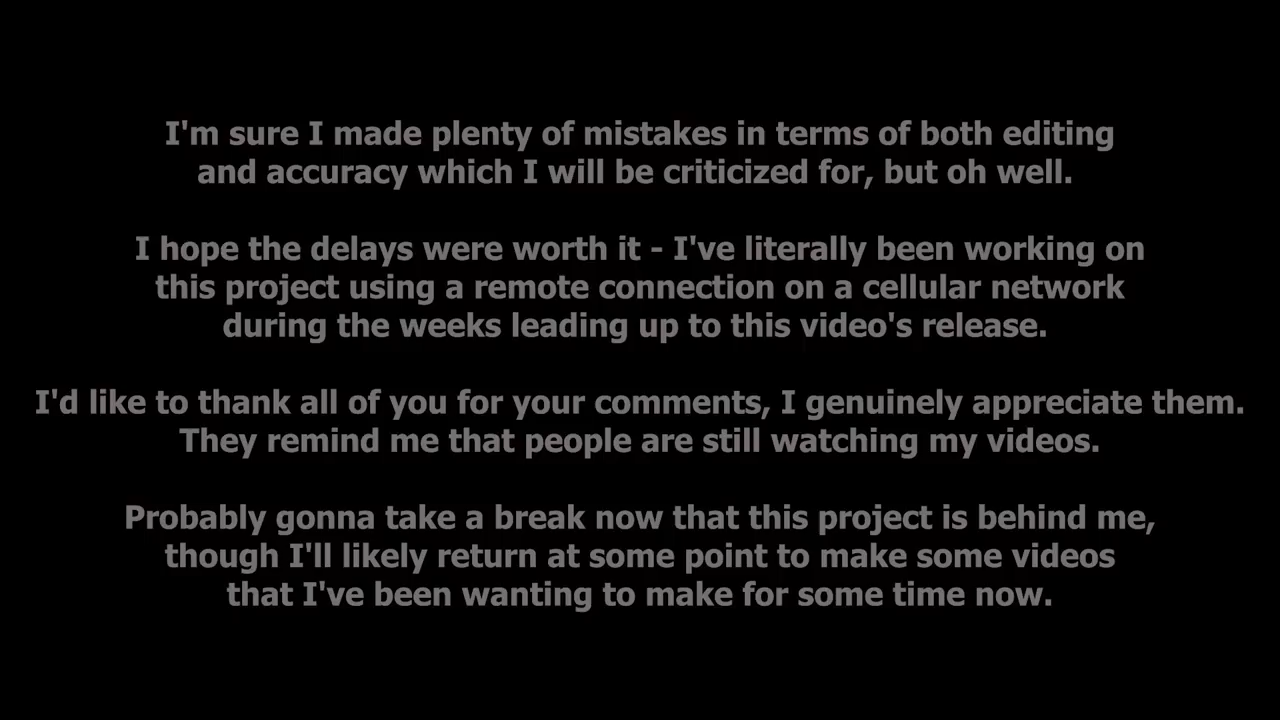 I'm sure I made plenty of mistakes in terms of both editing
and accuracy which I will be criticized for, but oh well.
I hope the delays were worth it - I've literally been working on
this project using a remote connection on a cellular network
during the weeks leading up to this video's release.
I'd like to thank all of you for your comments, I genuinely appreciate them.
They remind me that people are still watching my videos.
Probably gonna take a break now that this project is behind me,
though I'll likely return at some point to make some videos
that I've been wanting to make for some time now.